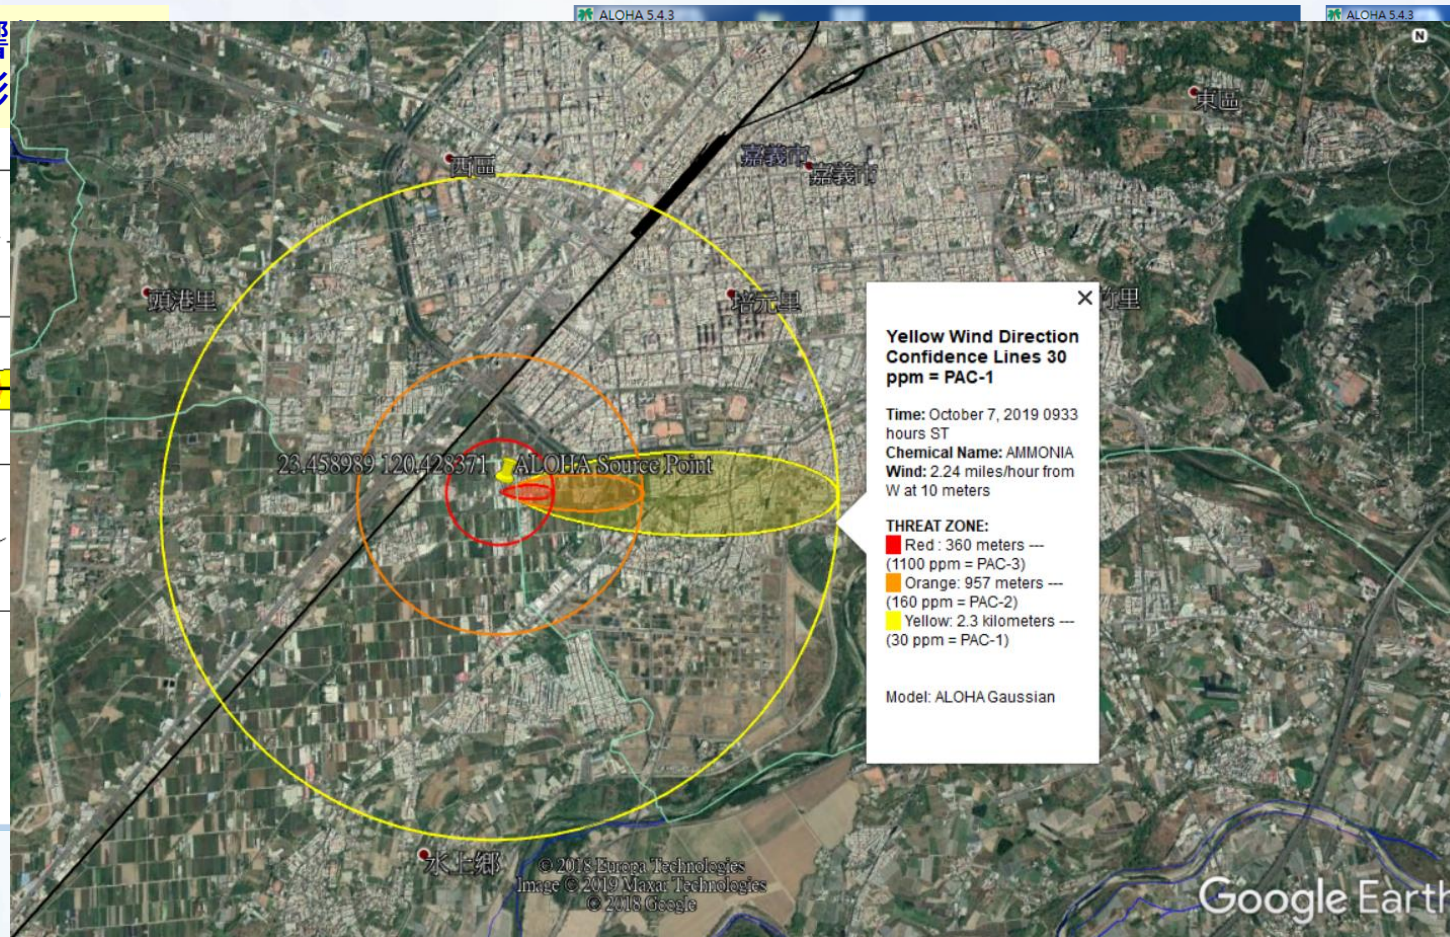 ALOHA 5.4.3
ALOHA 5.4.3
N
東區
西區
嘉義市
嘉義市
頭港里
培元里
竹里
23.458989 120.428371
ALOHA Source Point
Yellow Wind Direction
Confidence Lines 30
ppm = PAC-1
Time: October 7, 2019 0933
hours ST
Chemical Name: AMMONIA
Wind: 2.24 miles/hour from
W at 10 meters
THREAT ZONE:
Red : 360 meters ---
(1100 ppm = PAC-3)
Orange: 957 meters ---
(160 ppm = PAC-2)
Yellow: 2.3 kilometers ---
(30 ppm = PAC-1)
Model: ALOHA Gaussian
水上鄉
© 2018 Europa Technologies
Image © 2019 Maxar Technologies
© 2018 Google
Google Earth